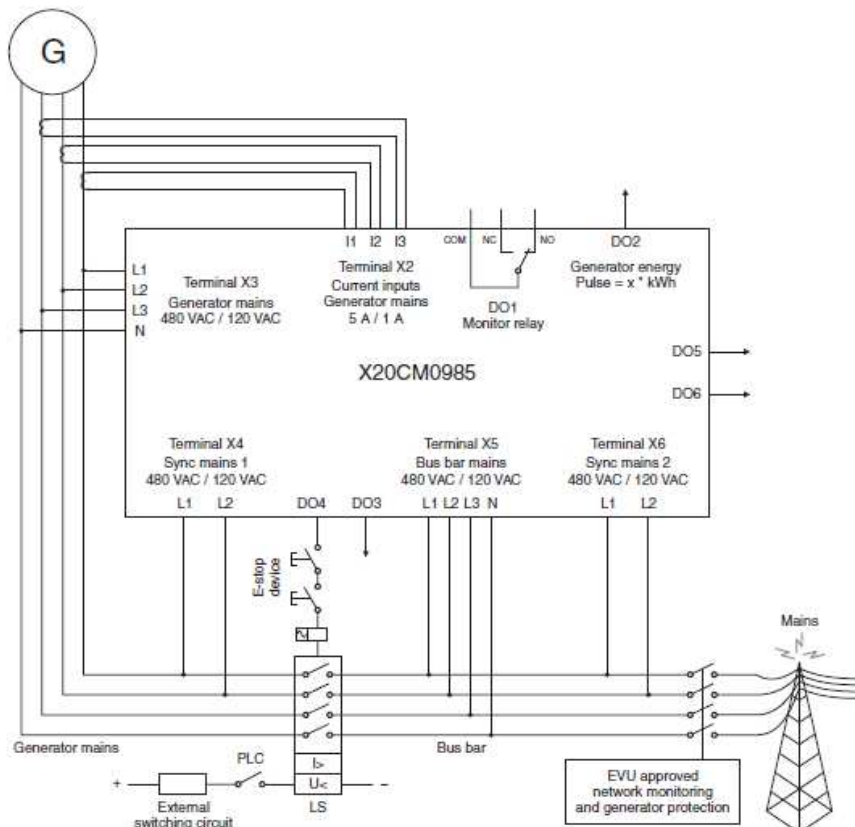 G
I1 I2 I3
COM NC NO
DO2
L1
L2
L3
N
Terminal X3
Generator mains
480 VAC / 120 VAC
Terminal X2
Current inputs
Generator mains
5 A / 1 A
DO1
Monitor relay
Generator energy
Pulse = x * kWh
DO5
DO6
X20CM0985
Terminal X4
Sync mains 1
480 VAC / 120 VAC
L1 L2
DO4 DO3
Terminal X5
Bus bar mains
480 VAC / 120 VAC
L1 L2 L3 N
Terminal X6
Sync mains 2
480 VAC / 120 VAC
L1 L2
E-stop
device
Mains
Generator mains
Bus bar
PLC
+
External
switching circuit
I>
U<
–
LS
EVU approved
network monitoring
and generator protection